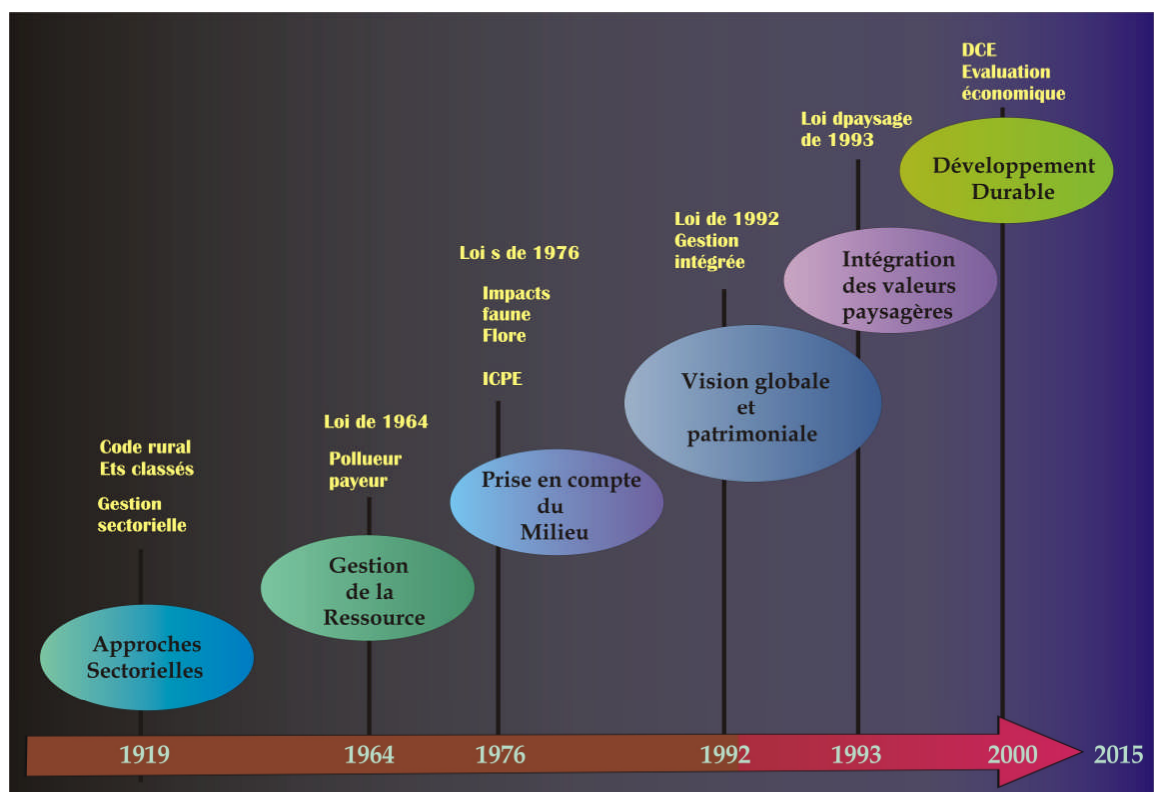 Code rural
Ets classés
Gestion
sectorielle
Approches
Sectorielles
Loi de 1964
Pollueur
payeur
Gestion
de la
Ressource
Loi s de 1976
Impacts
faune
Flore
ICPE
Prise en compte
du
Milieu
Loi de 1992
Gestion
intégrée
Vision globale
et
patrimoniale
Loi dpaysage
de 1993
Intégration
des valeurs
paysagères
DCE
Evaluation
économique
Développement
Durable
1919 1964 1976 1992 1993 2000 2015